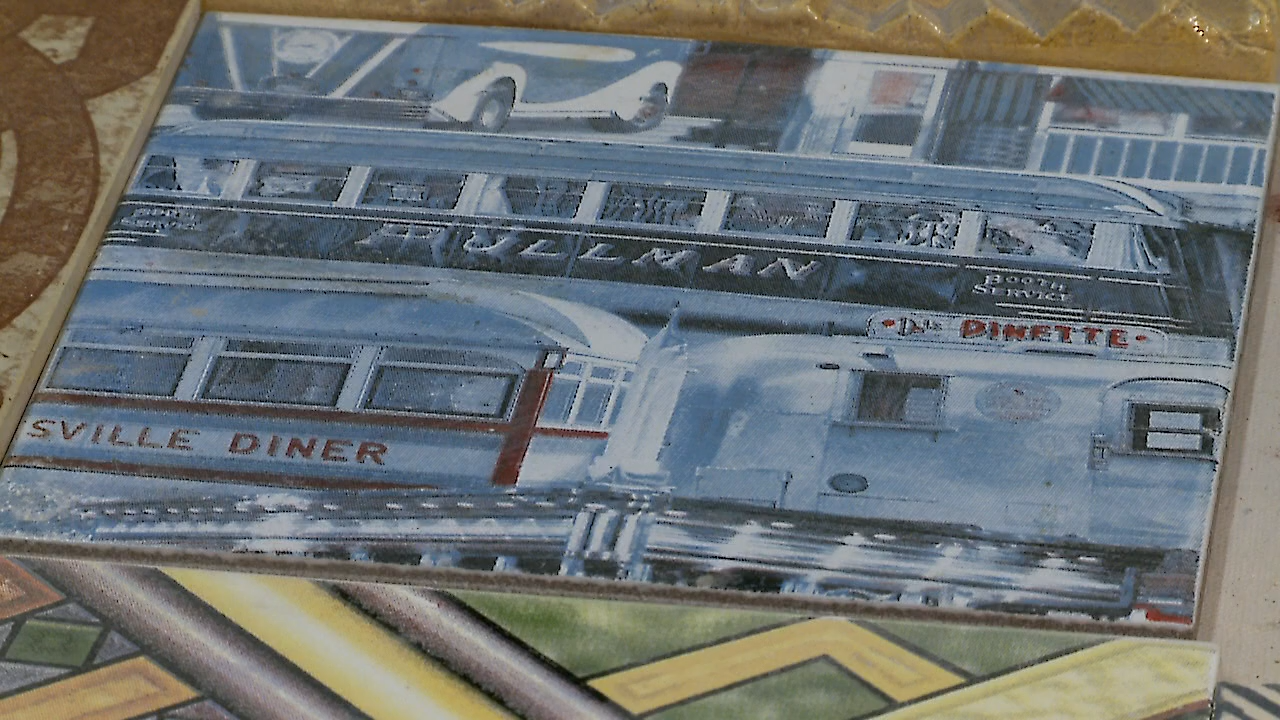 PULLMAN
BOOTH
SERVICE
DINETTE
SVILLE DINER